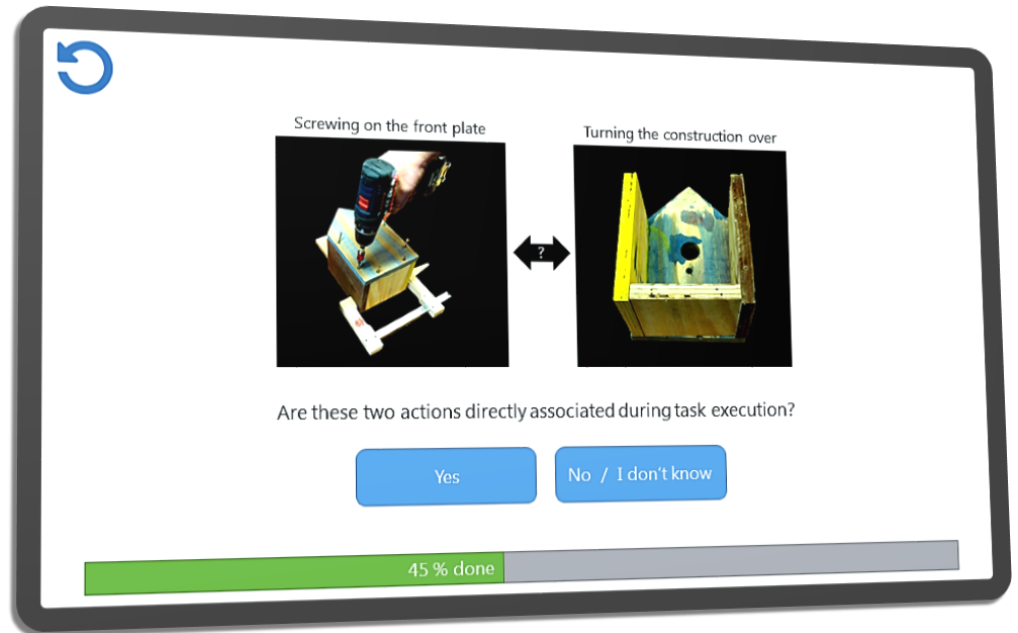 Screwing on the front plate
Turning the construction over
?
Are these two actions directly associated during task execution?
Yes
No / I don't know
45 % done